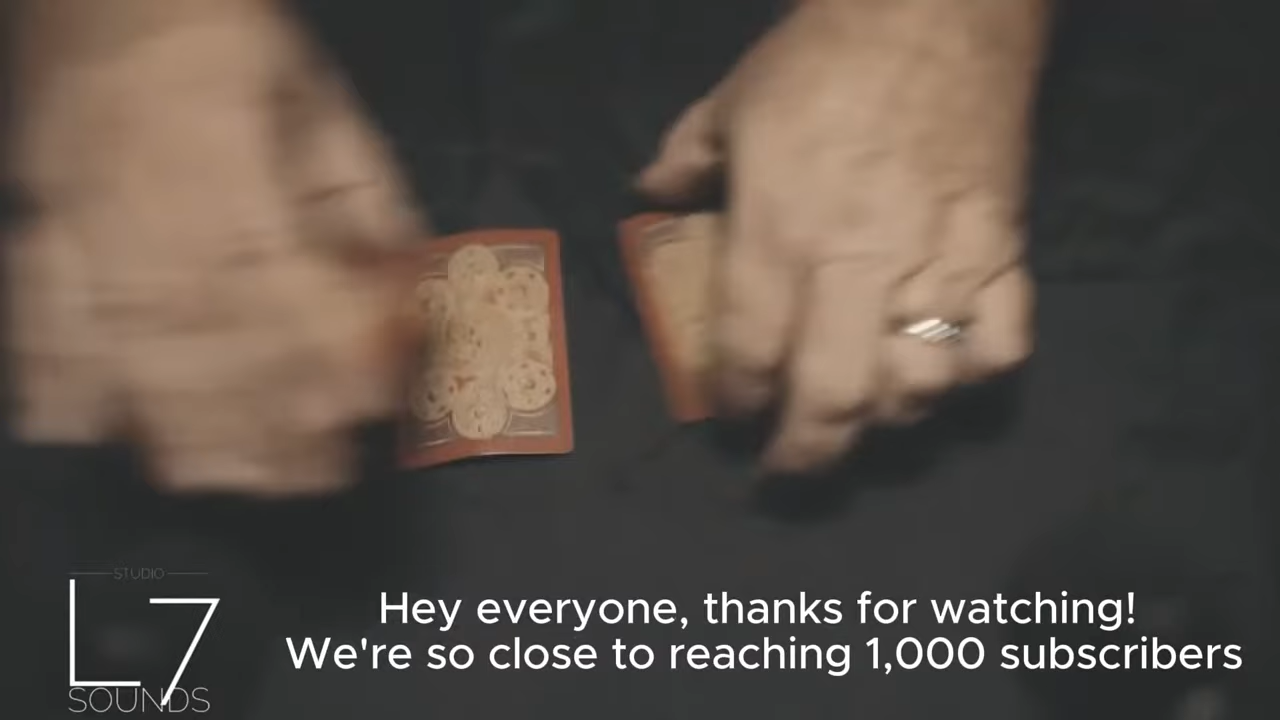 STUDIO
L7
SOUNDS
Hey everyone, thanks for watching!
We're so close to reaching 1,000 subscribers